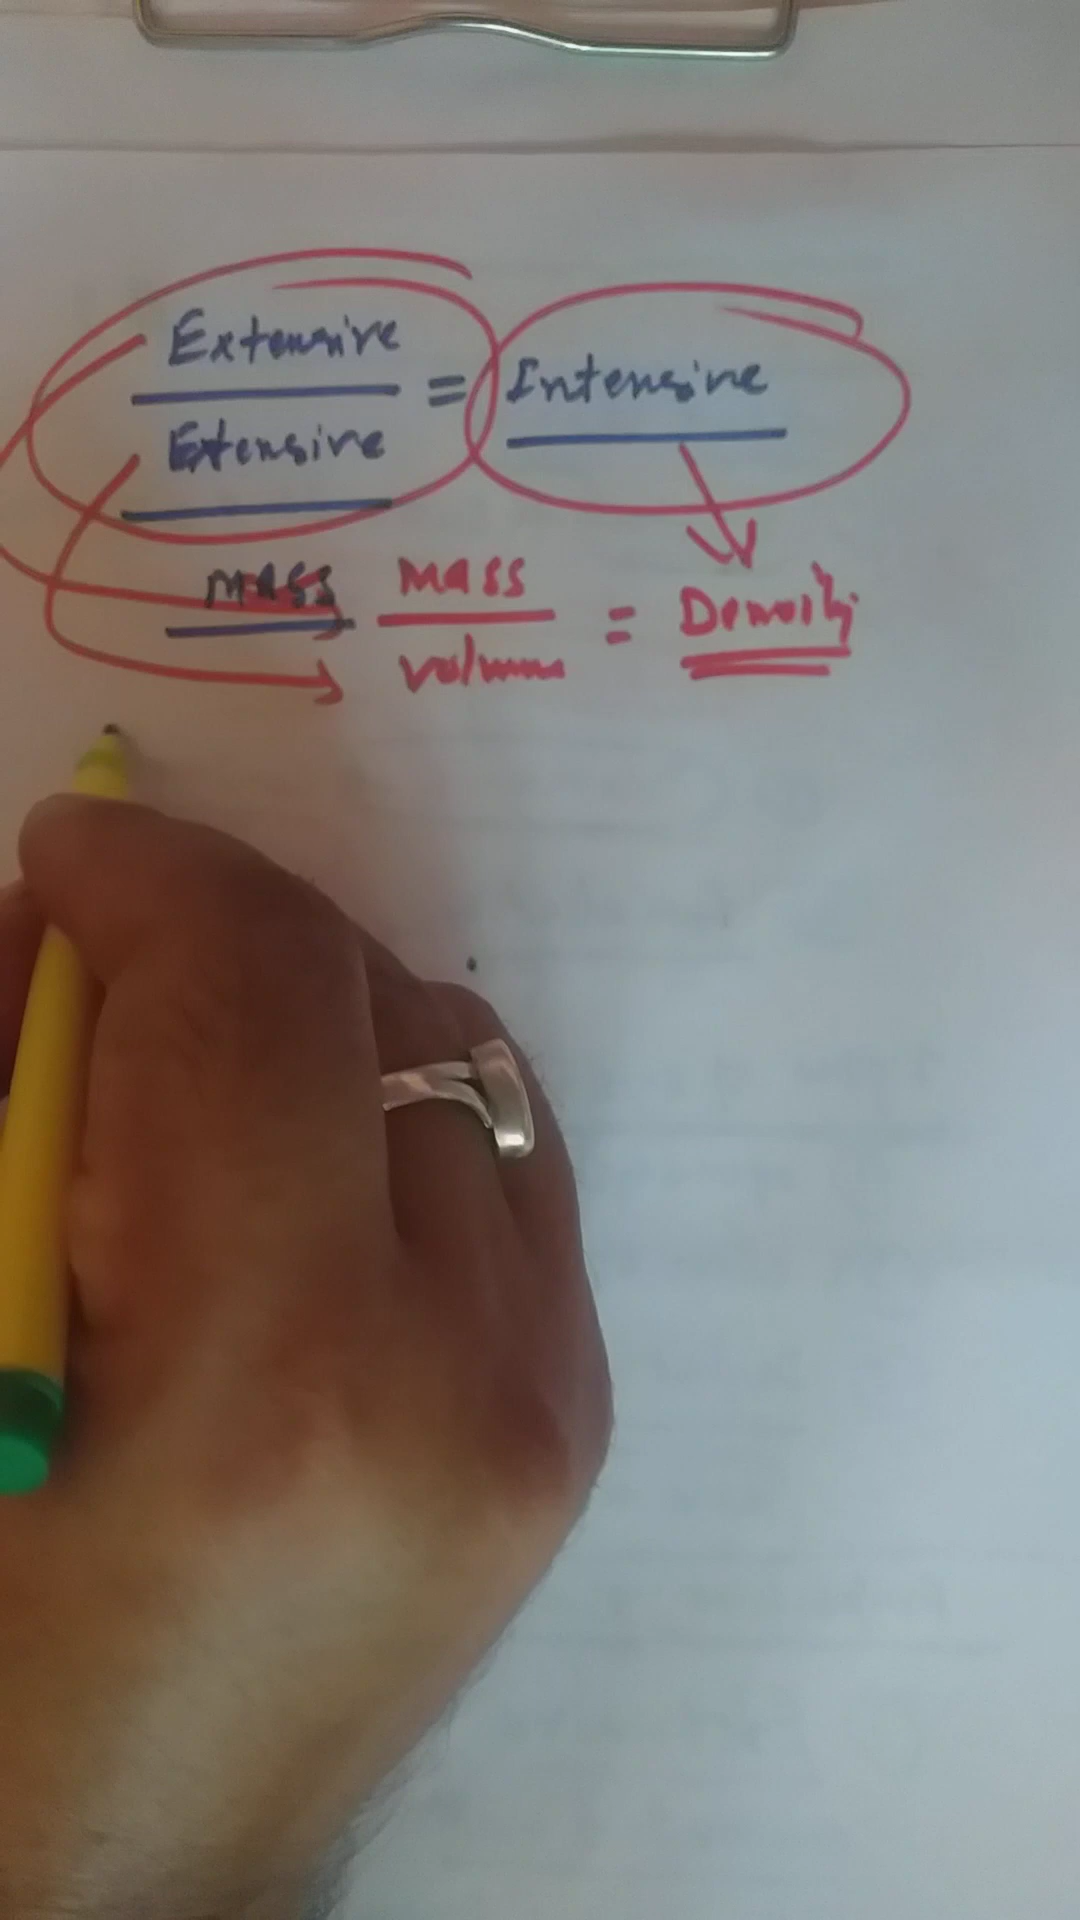 Extensive
= Intensive
Extensive
mass mass
= Density
volume